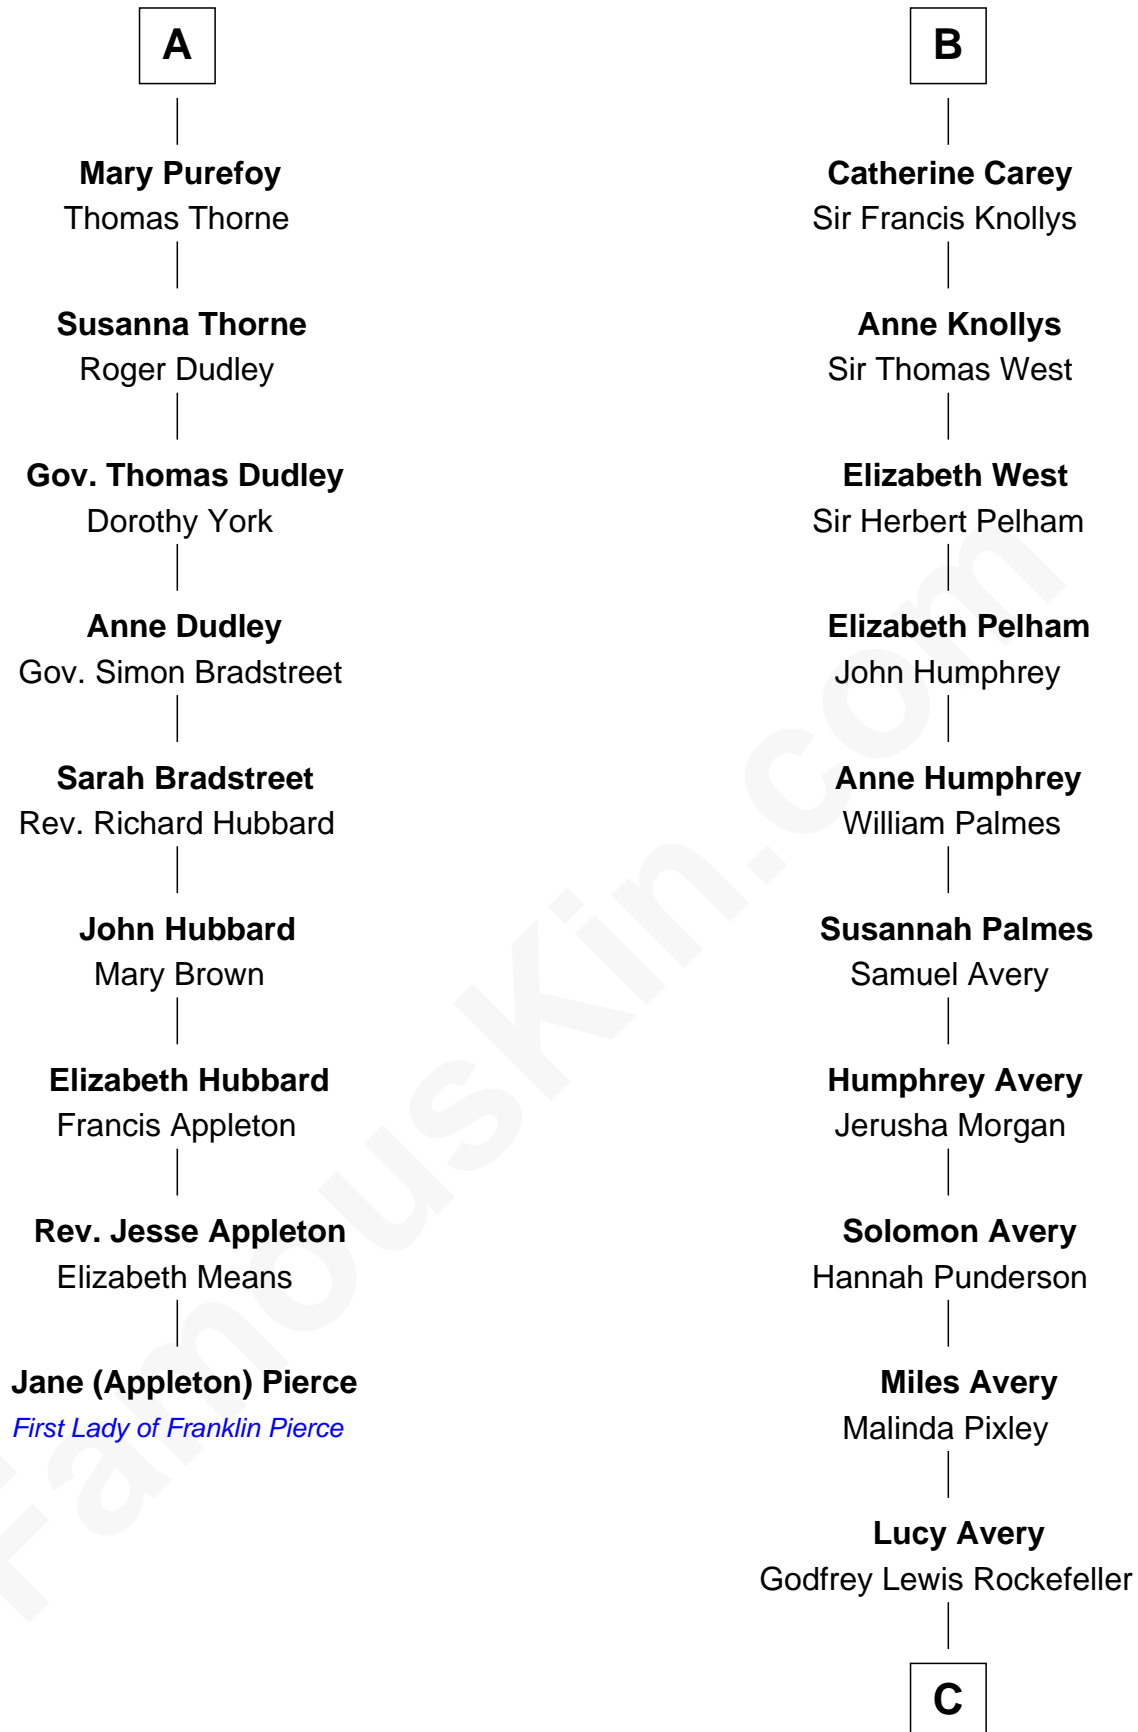 A
Mary Purefoy
Thomas Thorne
Susanna Thorne
Roger Dudley
Gov. Thomas Dudley
Dorothy York
Anne Dudley
Gov. Simon Bradstreet
Sarah Bradstreet
Rev. Richard Hubbard
John Hubbard
Mary Brown
Elizabeth Hubbard
Francis Appleton
Rev. Jesse Appleton
Elizabeth Means
Jane (Appleton) Pierce
First Lady of Franklin Pierce
B
Catherine Carey
Sir Francis Knollys
Anne Knollys
Sir Thomas West
Elizabeth West
Sir Herbert Pelham
Elizabeth Pelham
John Humphrey
Anne Humphrey
William Palmes
Susannah Palmes
Samuel Avery
Humphrey Avery
Jerusha Morgan
Solomon Avery
Hannah Punderson
Miles Avery
Malinda Pixley
Lucy Avery
Godfrey Lewis Rockefeller
C
FamousKin.com